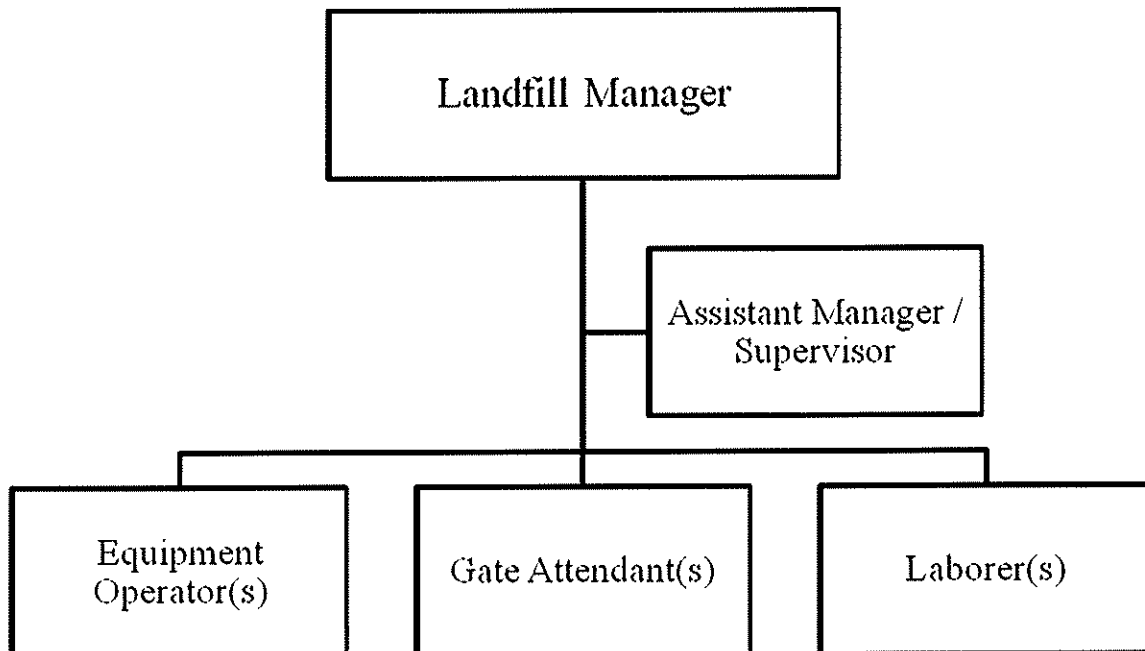 Landfill Manager
Assistant Manager /
Supervisor
Equipment
Operator(s)
Gate Attendant(s)
Laborer(s)